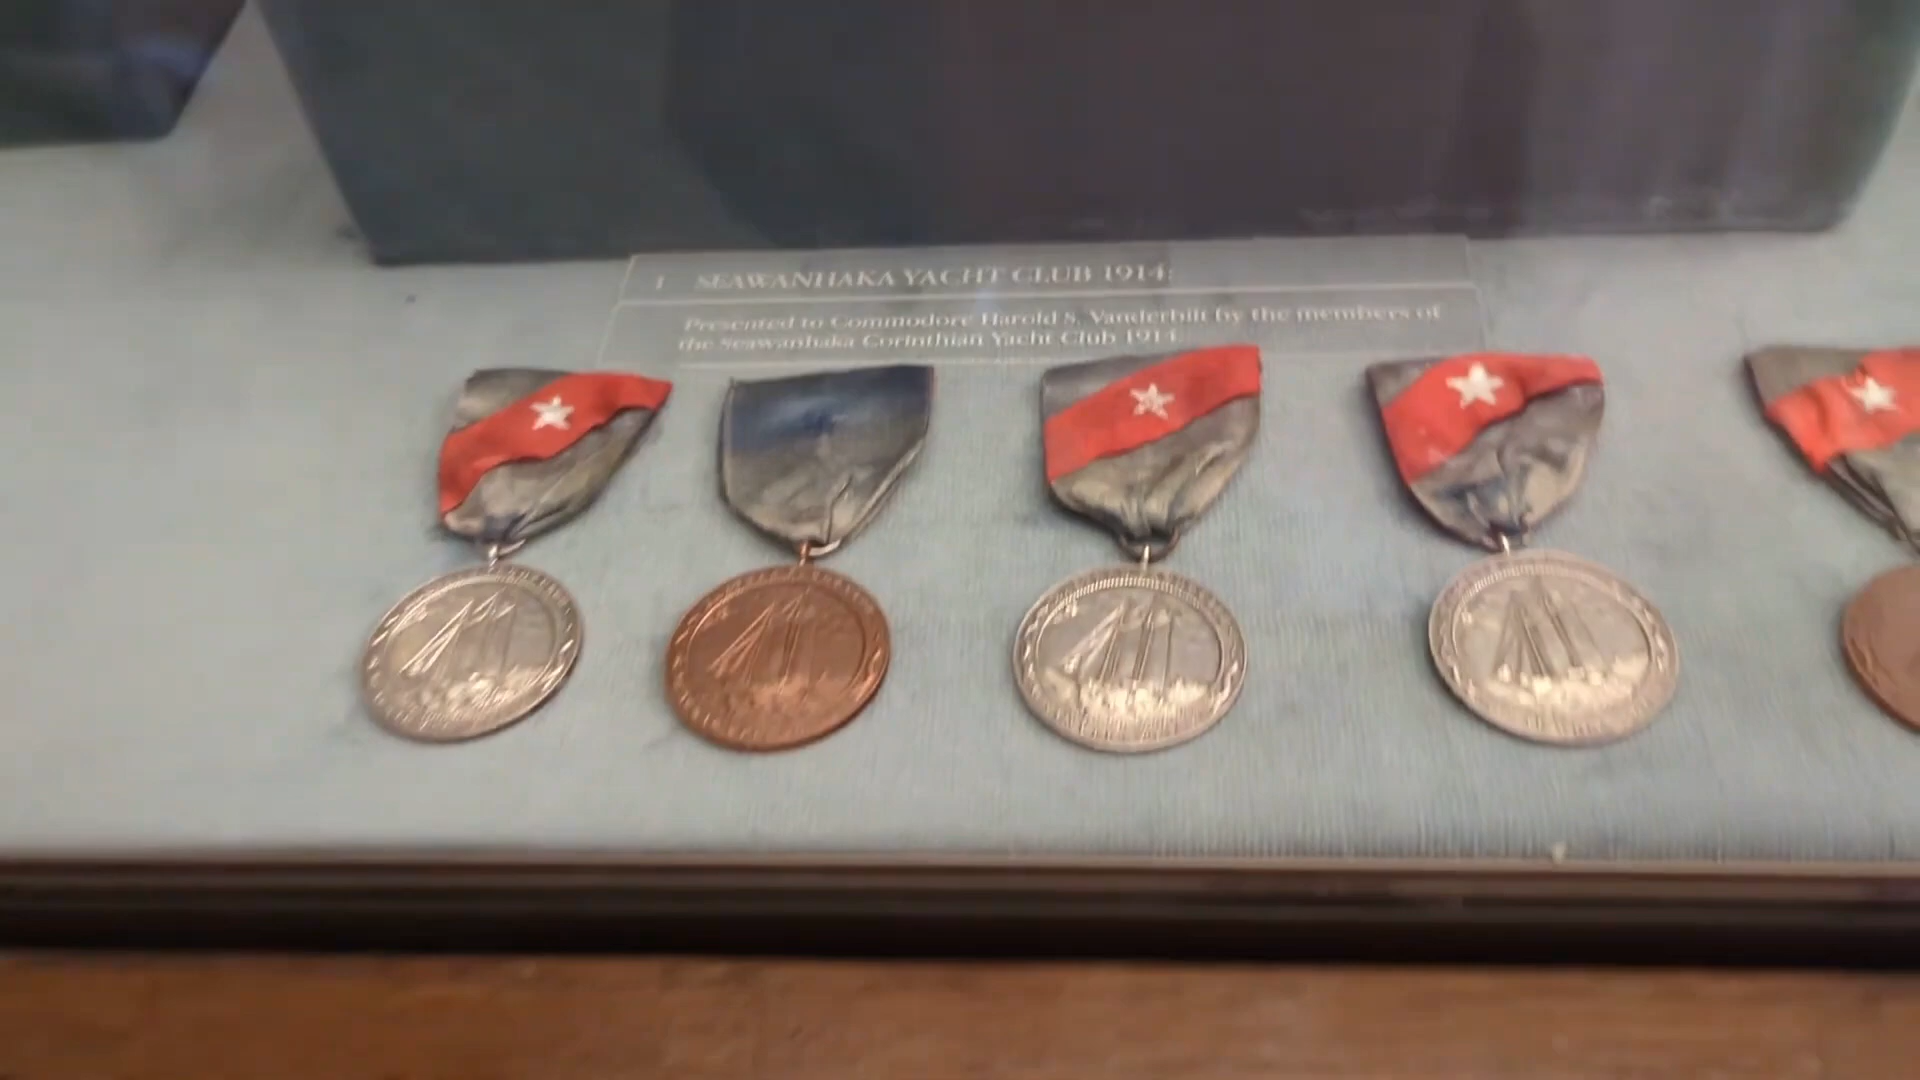 1 SEAWANHAKA YACHT CLUB 1914:
Presented to Commodore Harold S. Vanderbilt by the members of
the Seawanhaka Corinthian Yacht Club 1914.